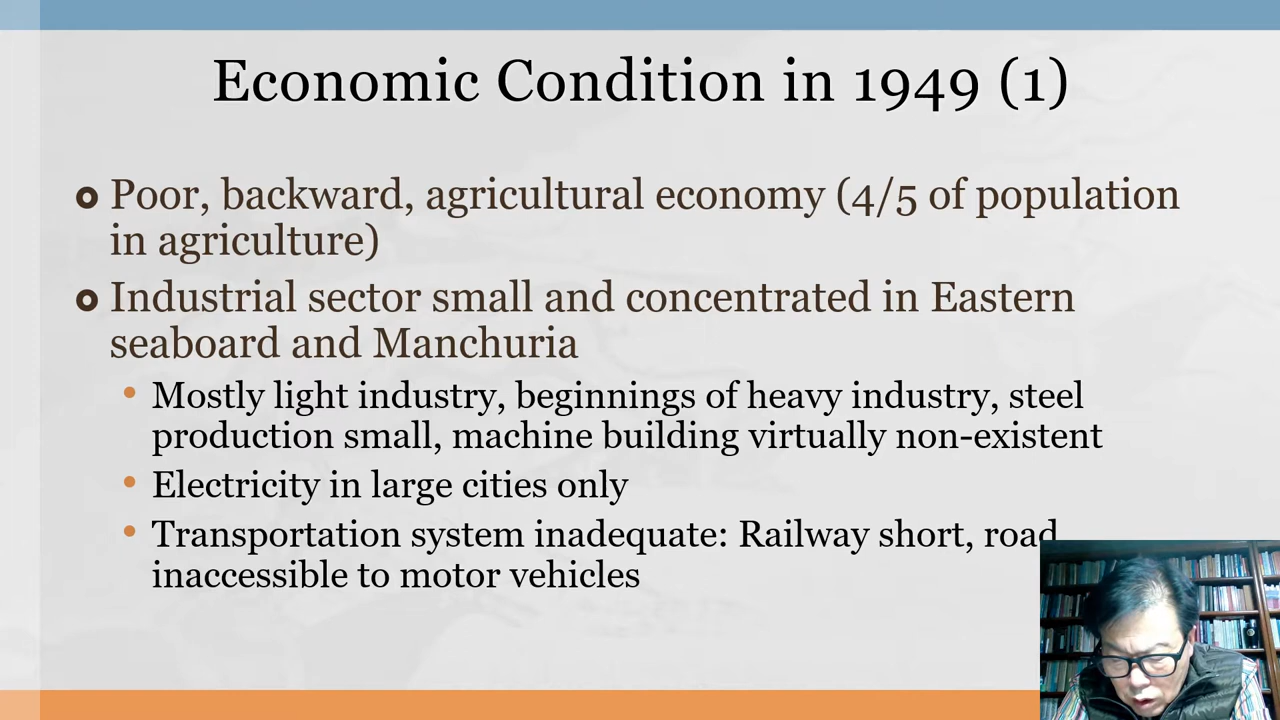 Economic Condition in 1949 (1)
Poor, backward, agricultural economy (4/5 of population
in agriculture)
Industrial sector small and concentrated in Eastern
seaboard and Manchuria
Mostly light industry, beginnings of heavy industry, steel
production small, machine building virtually non-existent
Electricity in large cities only
Transportation system inadequate: Railway short, road
inaccessible to motor vehicles